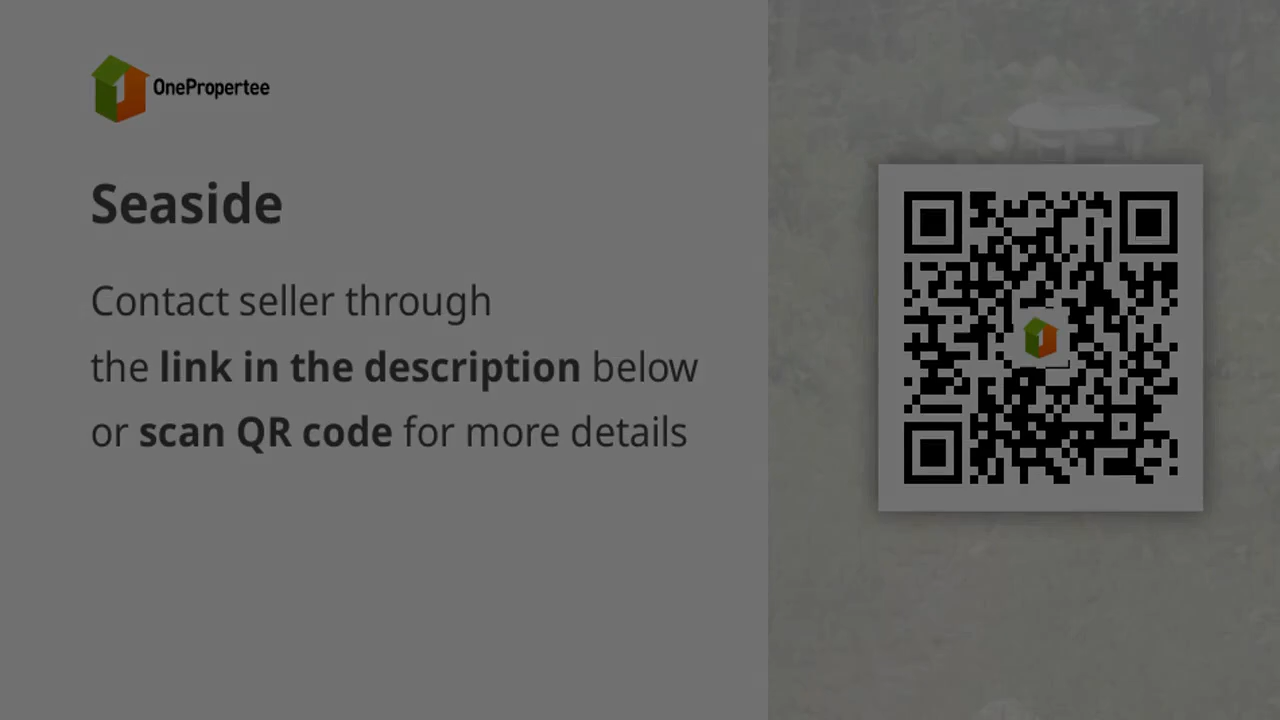 OnePropertee
Seaside
Contact seller through
the link in the description below
or scan QR code for more details